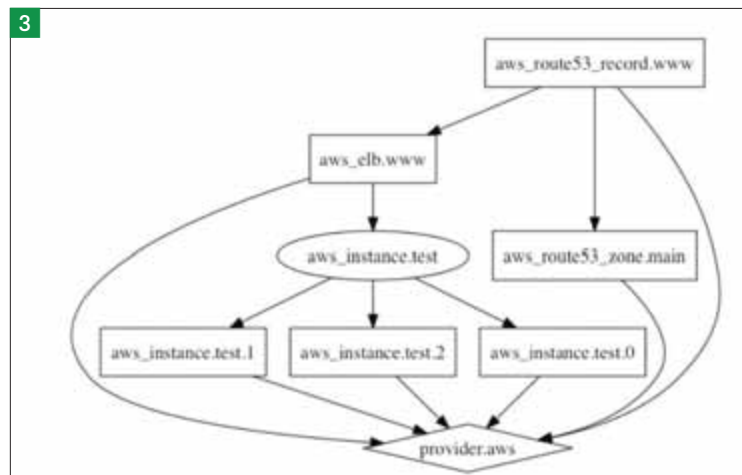 3
aws_route53_record.www
aws_elb.www
aws_instance.test
aws_route53_zone.main
aws_instance.test.1
aws_instance.test.2
aws_instance.test.0
provider.aws